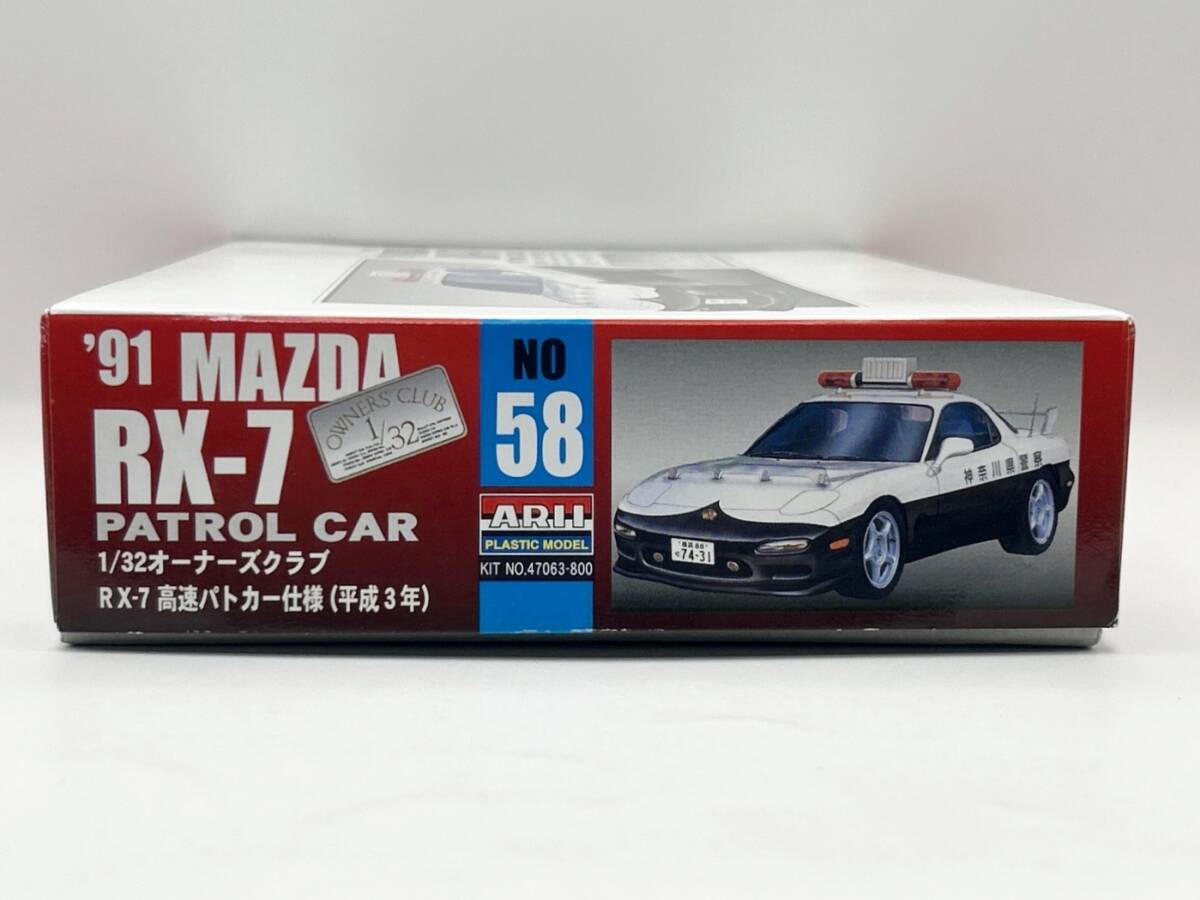 '91 MAZDA
RX-7
OWNERS' CLUB
1/32
PATROL CAR
1/32オーナーズクラブ
RX-7 高速パトカー仕様(平成3年)
NO
58
ARII
PLASTIC MODEL
KIT NO.47063-800
神奈川県警察
74-31